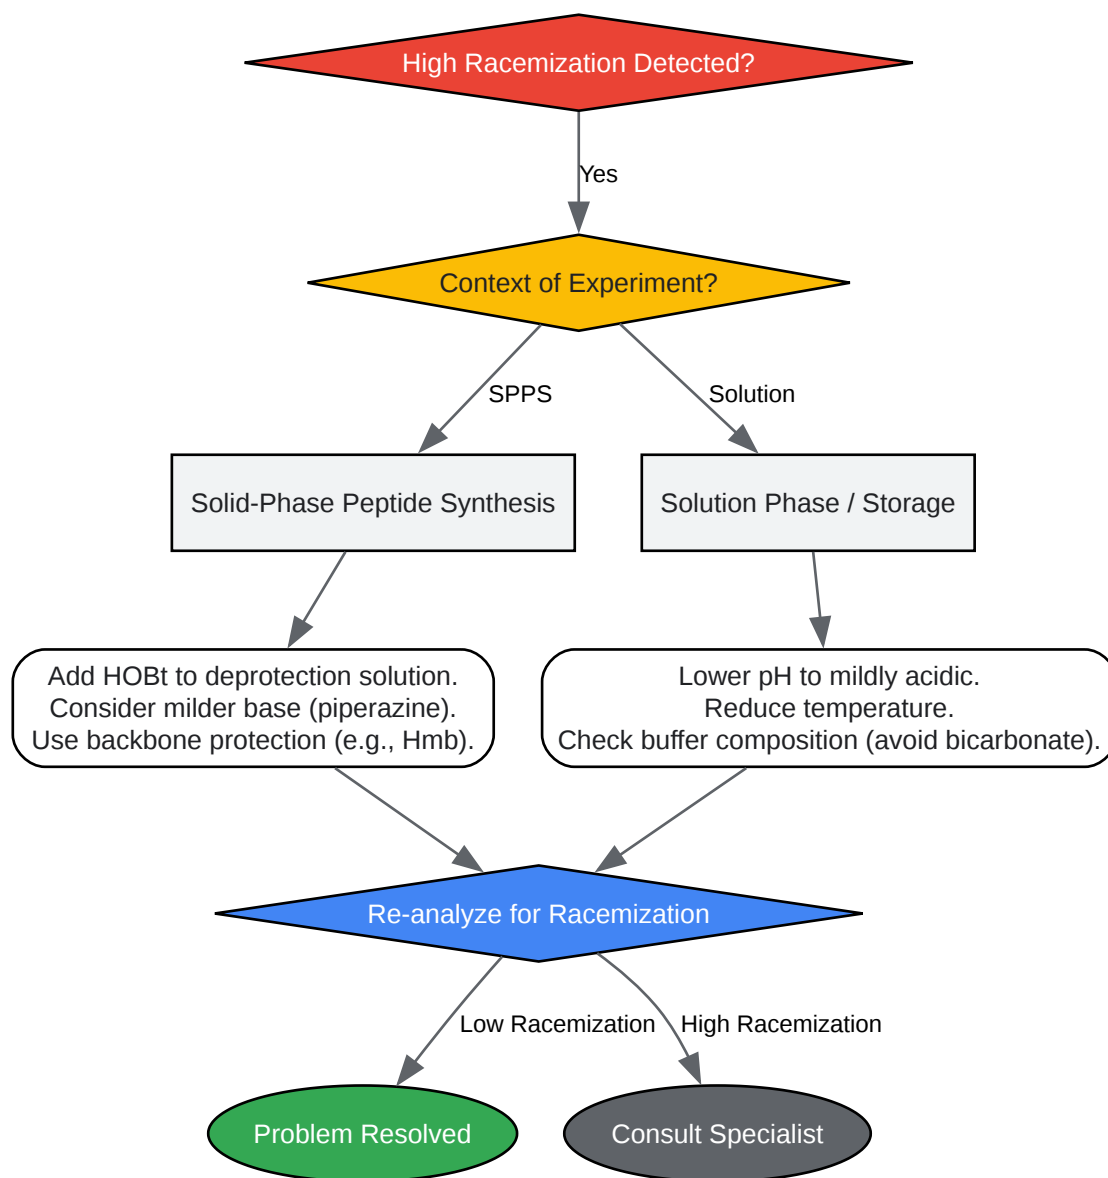 High Racemization Detected?
Yes
Context of Experiment?
SPPS
Solution
Solid-Phase Peptide Synthesis
Solution Phase / Storage
Add HOBt to deprotection solution.
Consider milder base (piperazine).
Use backbone protection (e.g., Hmb).
Lower pH to mildly acidic.
Reduce temperature.
Check buffer composition (avoid bicarbonate).
Re-analyze for Racemization
Low Racemization
High Racemization
Problem Resolved
Consult Specialist